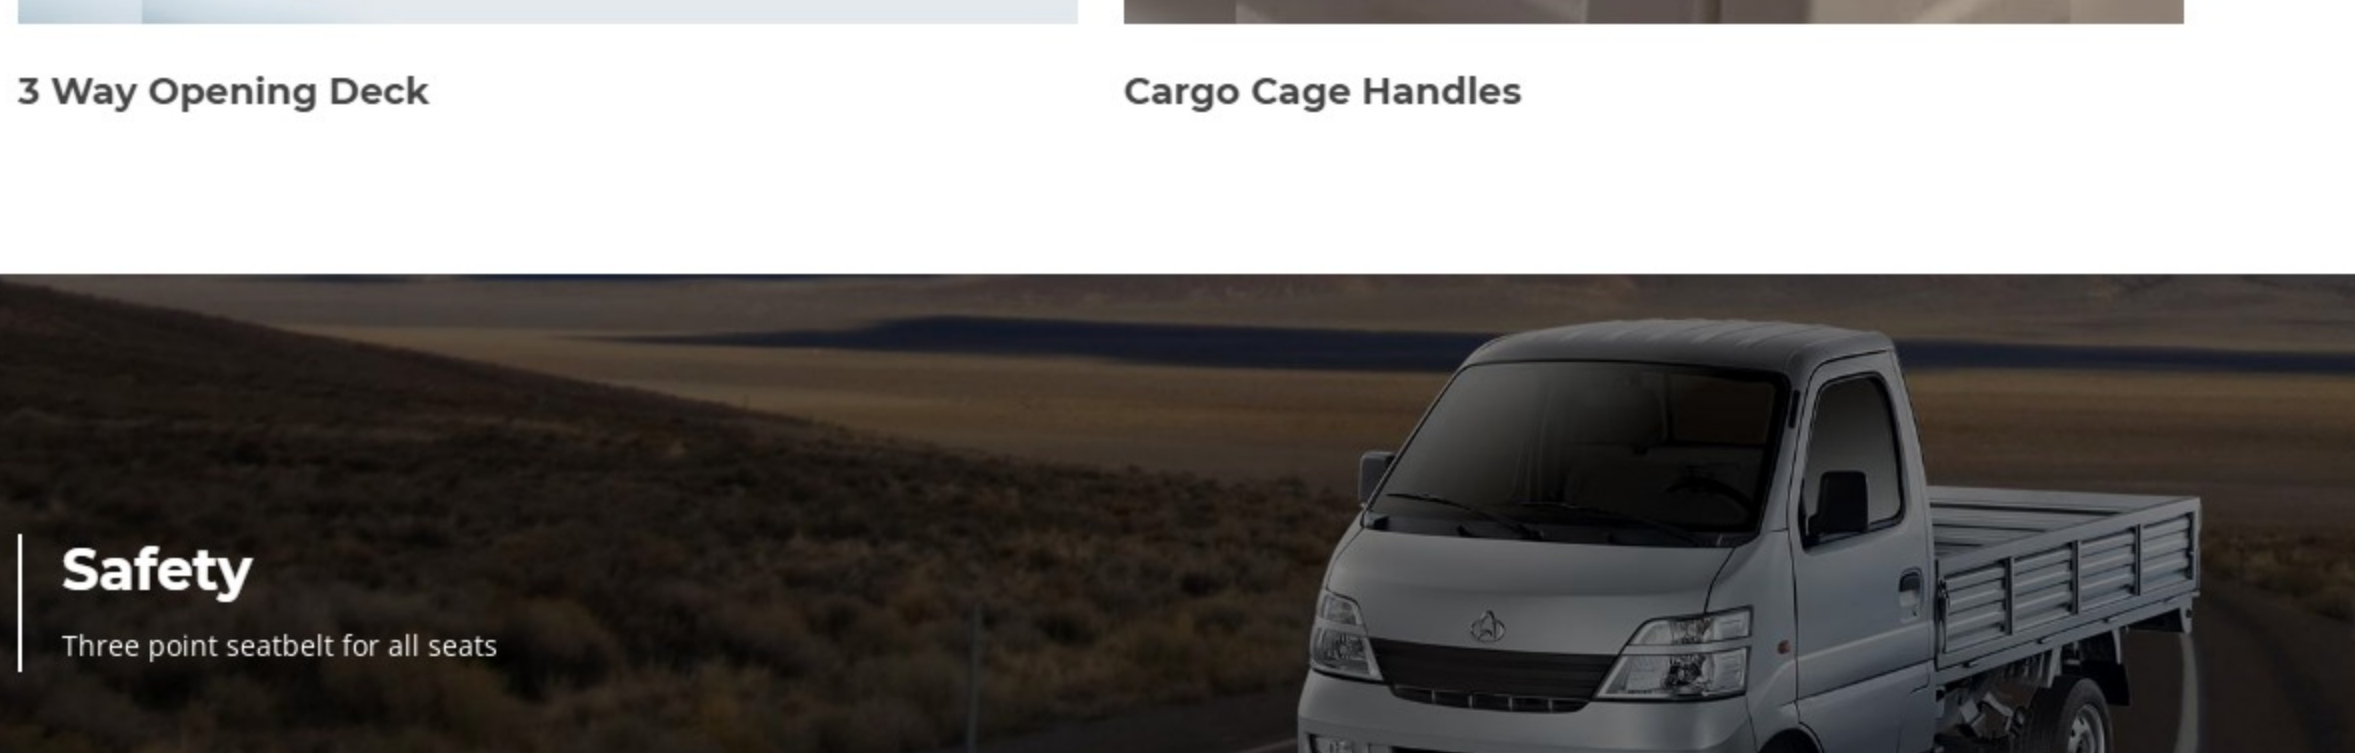 3 Way Opening Deck
Cargo Cage Handles
Safety
Three point seatbelt for all seats